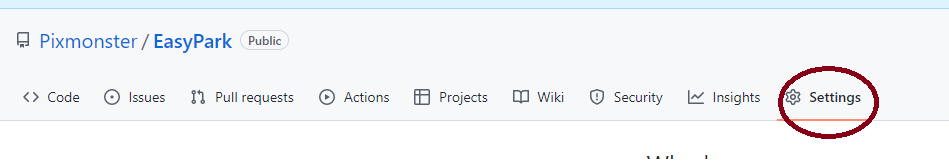 Pixmonster / EasyPark Public
Code Issues Pull requests Actions Projects Wiki Security Insights Settings